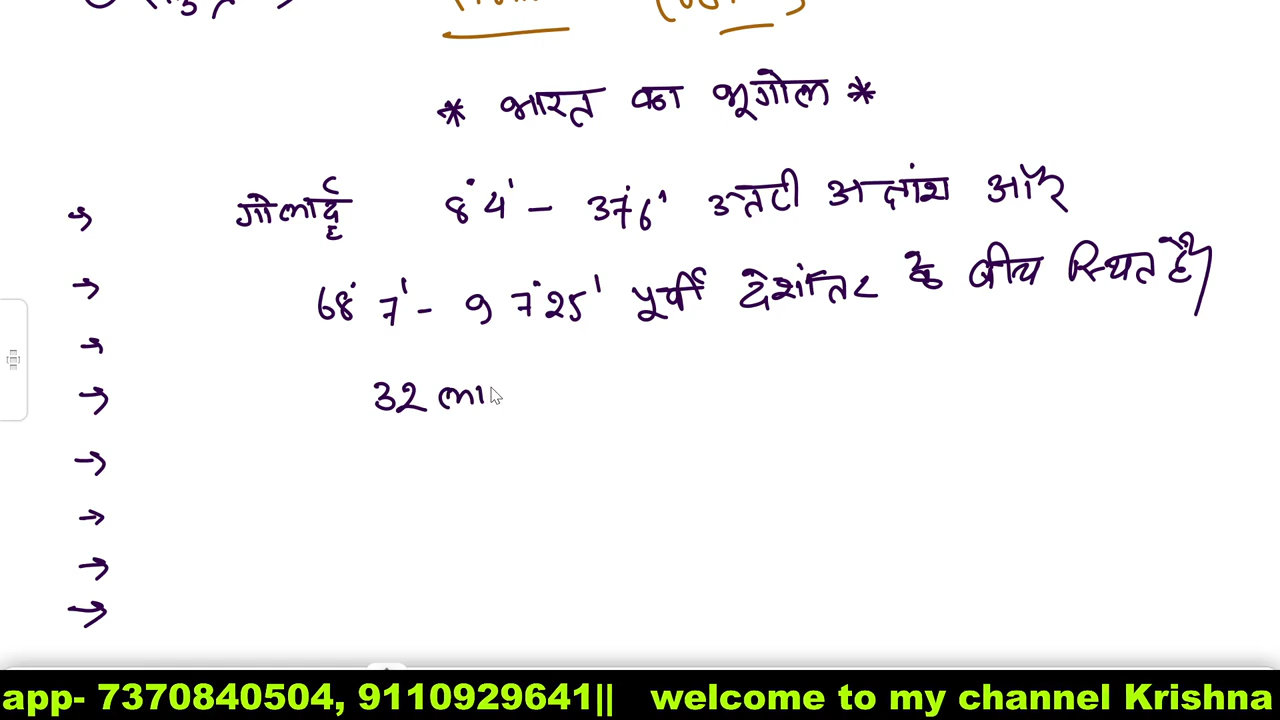 * भारत का भूगोल *
→ गोलार्द्ध 8°4' - 37°6' उत्तरी अक्षांश और
→ 68°7' - 97°25' पूर्वी देशांतर के बीच स्थित है।
→
→ 32 ला
→
→
→
→
app- 7370840504, 9110929641|| welcome to my channel Krishna